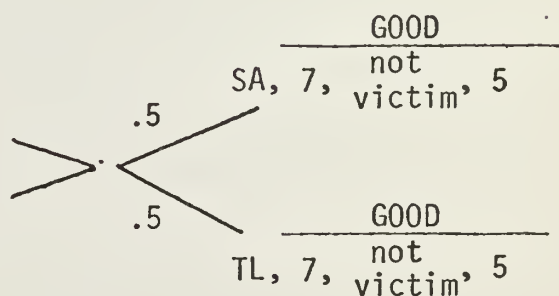 GOOD
SA, 7, not victim, 5
.5
.5
GOOD
TL, 7, not victim, 5